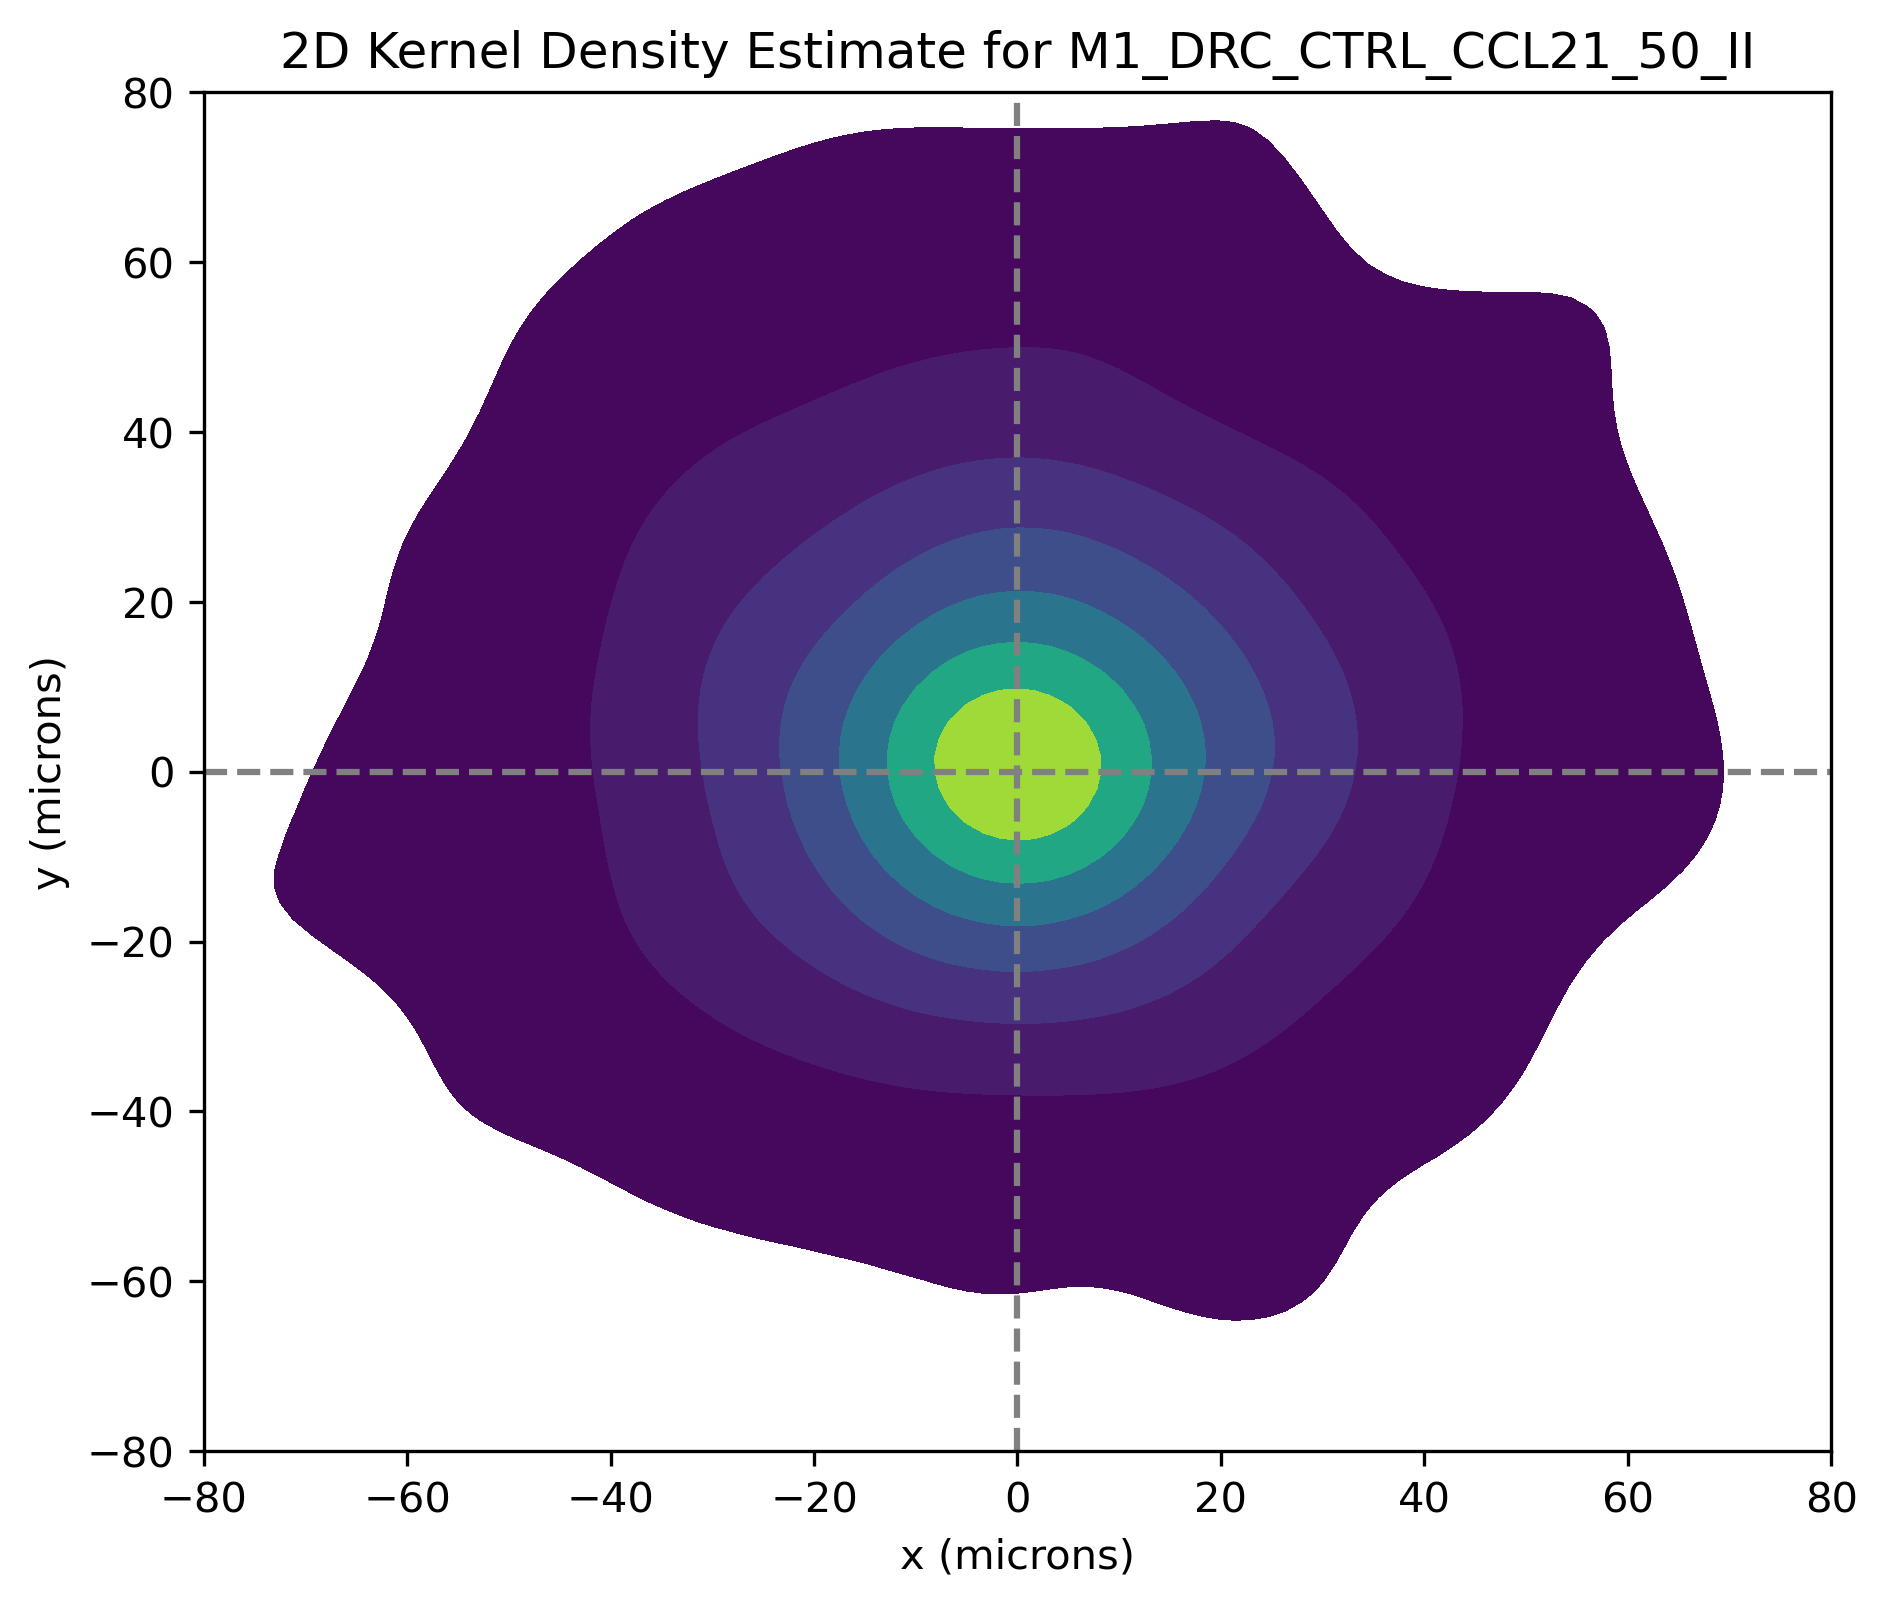 2D Kernel Density Estimate for M1_DRC_CTRL_CCL21_50_II
80
60
40
20
0
−20
−40
−60
−80
y (microns)
−80 −60 −40 −20 0 20 40 60 80
x (microns)